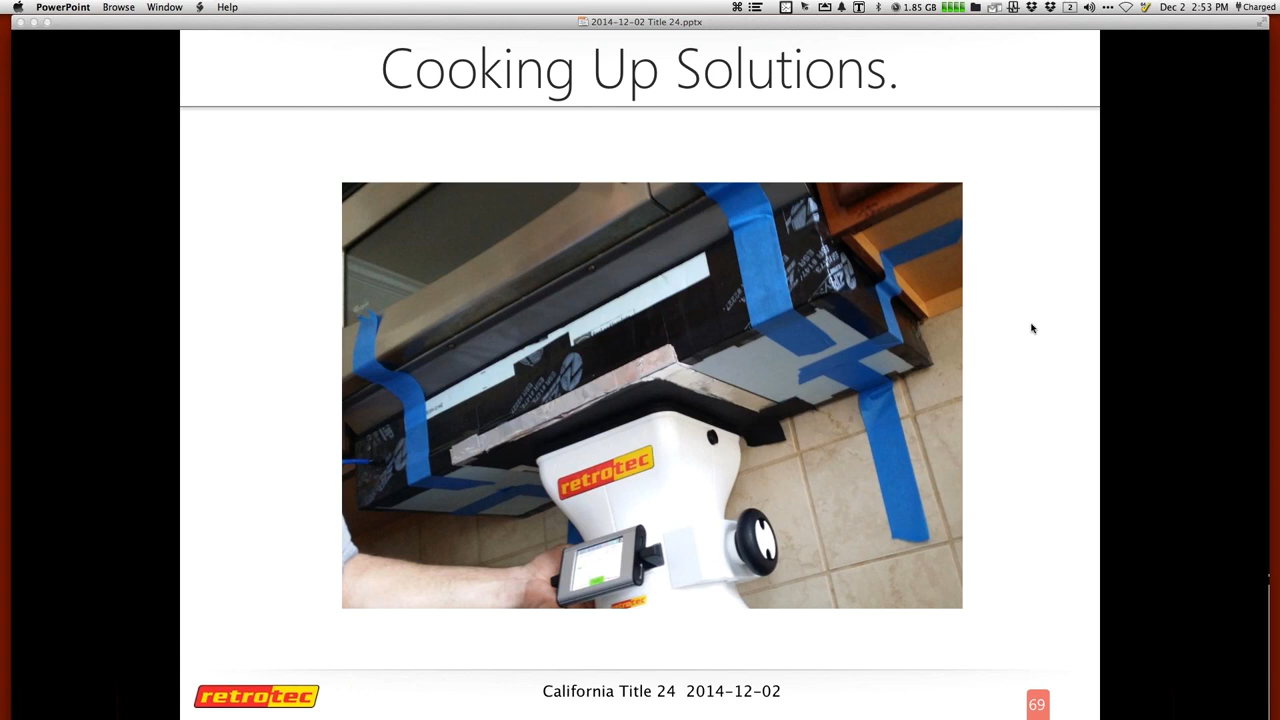 PowerPoint Browse Window Help
1.85 GB
2
Dec 2 2:53 PM
Charged
2014-12-02 Title 24.pptx
Cooking Up Solutions.
retrotec
retrotec
California Title 24 2014-12-02
69